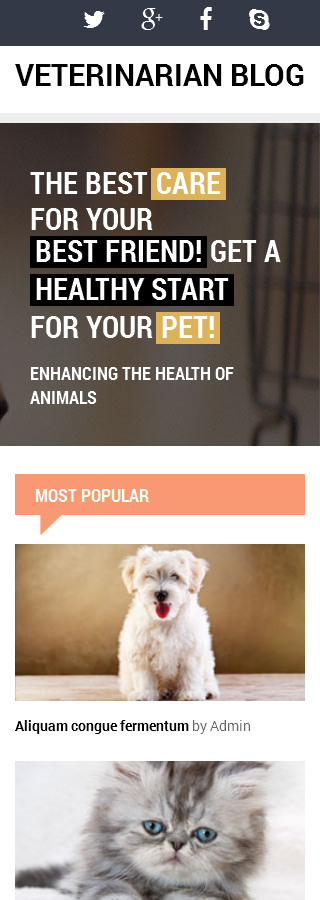 VETERINARIAN BLOG
THE BEST CARE
FOR YOUR
BEST FRIEND! GET A
HEALTHY START
FOR YOUR PET!
ENHANCING THE HEALTH OF
ANIMALS
MOST POPULAR
Aliquam congue fermentum by Admin